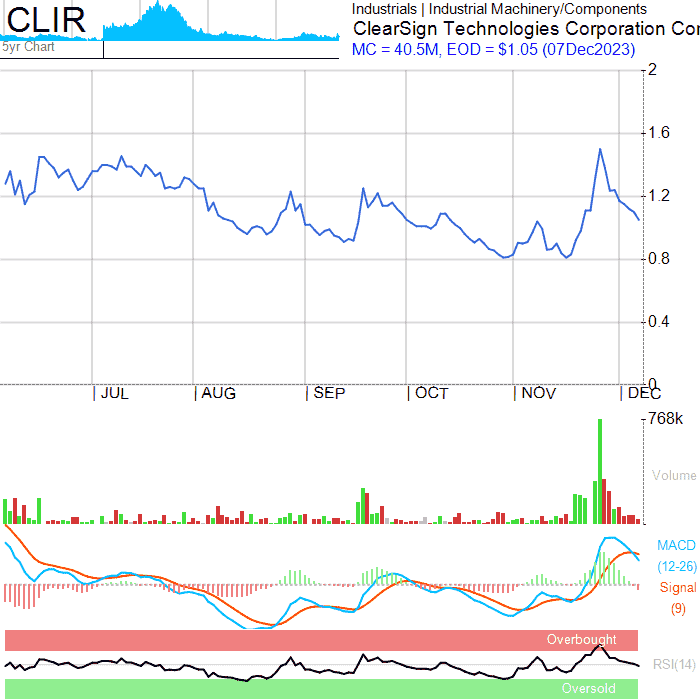 CLIR
5yr Chart
Industrials | Industrial Machinery/Components
ClearSign Technologies Corporation Cor
MC = 40.5M, EOD = $1.05 (07Dec2023)
2
1.6
1.2
0.8
0.4
0
JUL AUG SEP OCT NOV DEC
768k
Volume
MACD
(12-26)
Signal
(9)
Overbought
RSI(14)
Oversold